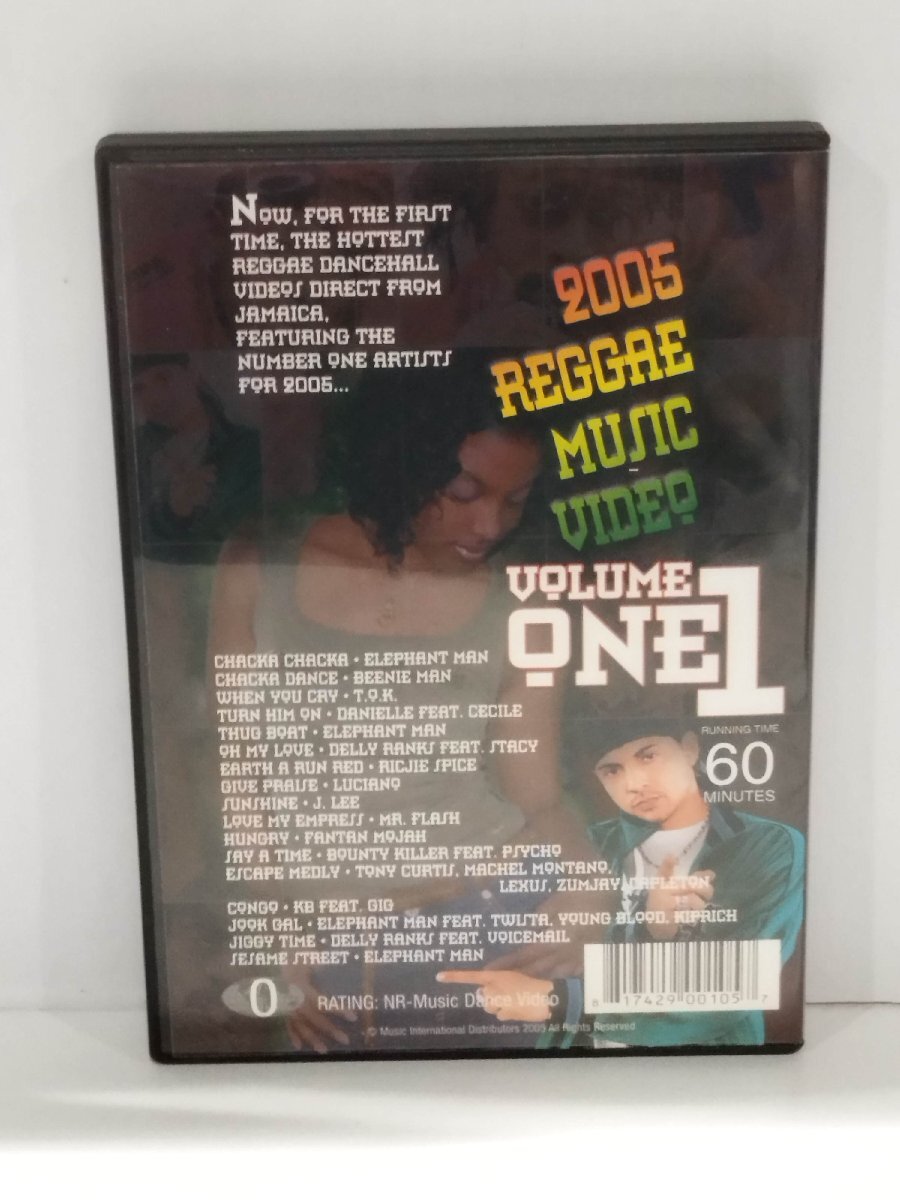 NOW, FOR THE FIRST
TIME, THE HOTTEST
REGGAE DANCEHALL
VIDEOS DIRECT FROM
JAMAICA,
FEATURING THE
NUMBER ONE ARTISTS
FOR 2005...
2005
REGGAE
MUSIC
VIDEO
VOLUME
ONE 1
CHACKA CHACKA • ELEPHANT MAN
CHACKA DANCE • BEENIE MAN
WHEN YOU CRY • T.O.K.
TURN HIM ON • DANIELLE FEAT. CECILE
THUG BOAT • ELEPHANT MAN
OH MY LOVE • DELLY RANKS FEAT. STACY
EARTH A RUN RED • RICJIE SPICE
GIVE PRAISE • LUCIANO
SUNSHINE • J. LEE
LOVE MY EMPRESS • MR. FLASH
HUNGRY • FANTAN MOJAH
SAY A TIME • BOUNTY KILLER FEAT. PSYCHO
ESCAPE MEDLY • TONY CURTIS, MACHEL MONTANO,
LEXUS, ZUMJAY, CAPLETON
CONGO • KB FEAT. GIG
JOOK GAL • ELEPHANT MAN FEAT. TWISTA, YOUNG BLOOD, KIPRICH
JIGGY TIME • DELLY RANKS FEAT. VOICEMAIL
SESAME STREET • ELEPHANT MAN
RUNNING TIME
60
MINUTES
0
RATING: NR-Music Dance Video
8 17429 00105 7
© Music International Distributors 2005 All Rights Reserved